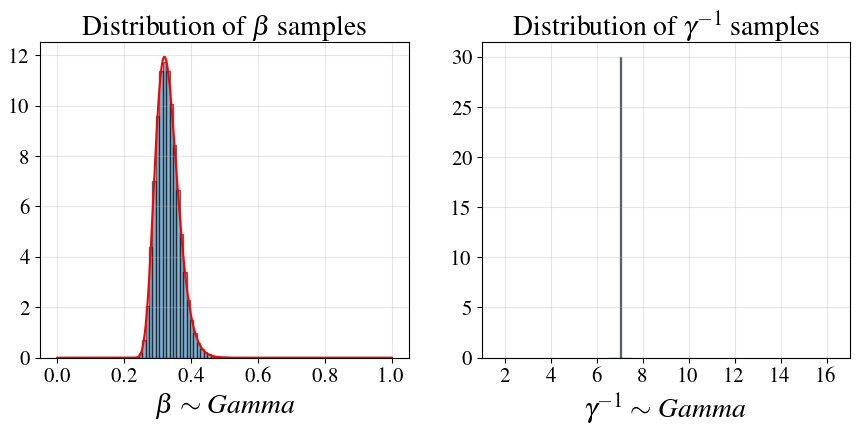 Distribution of β samples
12
10
8
6
4
2
0
0.0 0.2 0.4 0.6 0.8 1.0
β ~ Gamma
Distribution of γ⁻¹ samples
30
25
20
15
10
5
0
2 4 6 8 10 12 14 16
γ⁻¹ ~ Gamma